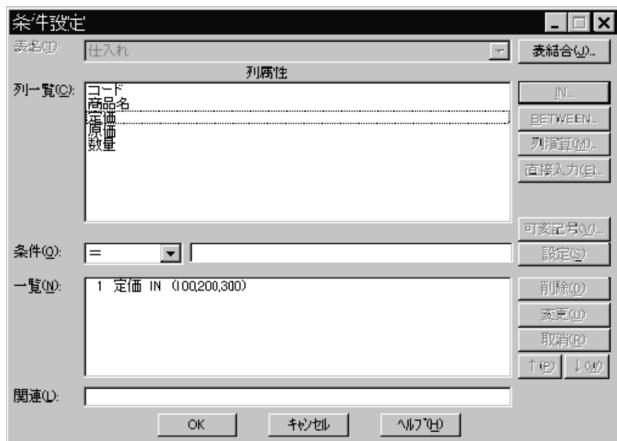 条件設定
表名(T): 仕入れ 表結合(J)..
列属性
列一覧(C):
コード
商品名
定価
原価
数量
IN...
BETWEEN..
列演算(M)..
直接入力(E)..
可変記号(V)..
条件(O): = 設定(S)
一覧(N): 1 定価 IN (100,200,300)
削除(D)
変更(U)
取消(R)
↑(P) ↓(W)
関連(L):
OK キャンセル ヘルプ(H)